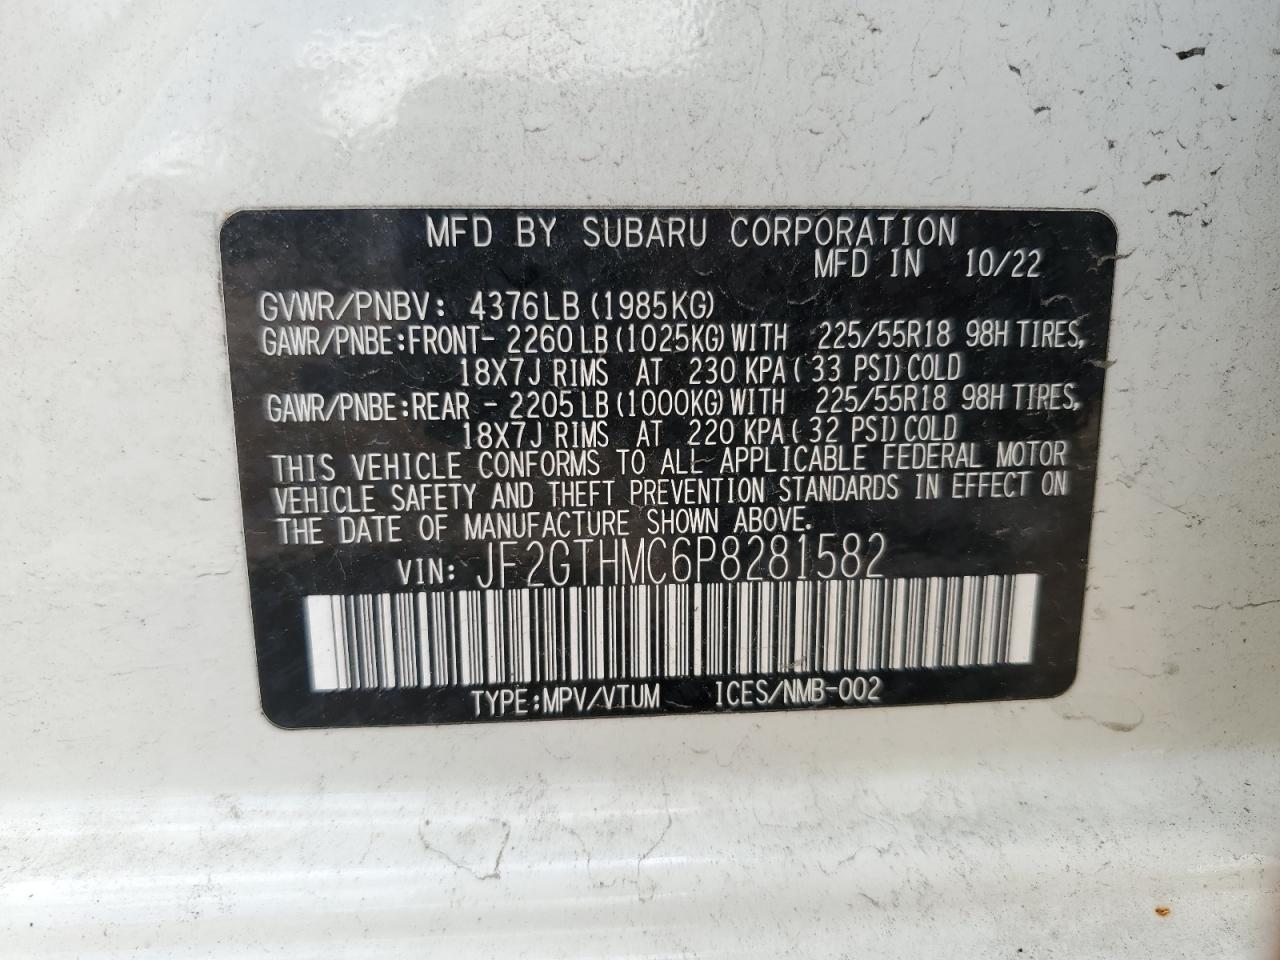 MFD BY SUBARU CORPORATION
MFD IN 10/22
GVWR/PNBV: 4376LB (1985KG)
GAWR/PNBE:FRONT- 2260LB (1025KG) WITH 225/55R18 98H TIRES,
18X7J RIMS AT 230 KPA ( 33 PSI) COLD
GAWR/PNBE:REAR - 2205LB (1000KG) WITH 225/55R18 98H TIRES,
18X7J RIMS AT 220 KPA ( 32 PSI) COLD
THIS VEHICLE CONFORMS TO ALL APPLICABLE FEDERAL MOTOR
VEHICLE SAFETY AND THEFT PREVENTION STANDARDS IN EFFECT ON
THE DATE OF MANUFACTURE SHOWN ABOVE.
VIN: JF2GTHMC6P8281582
TYPE:MPV/VTUM ICES/NMB-002